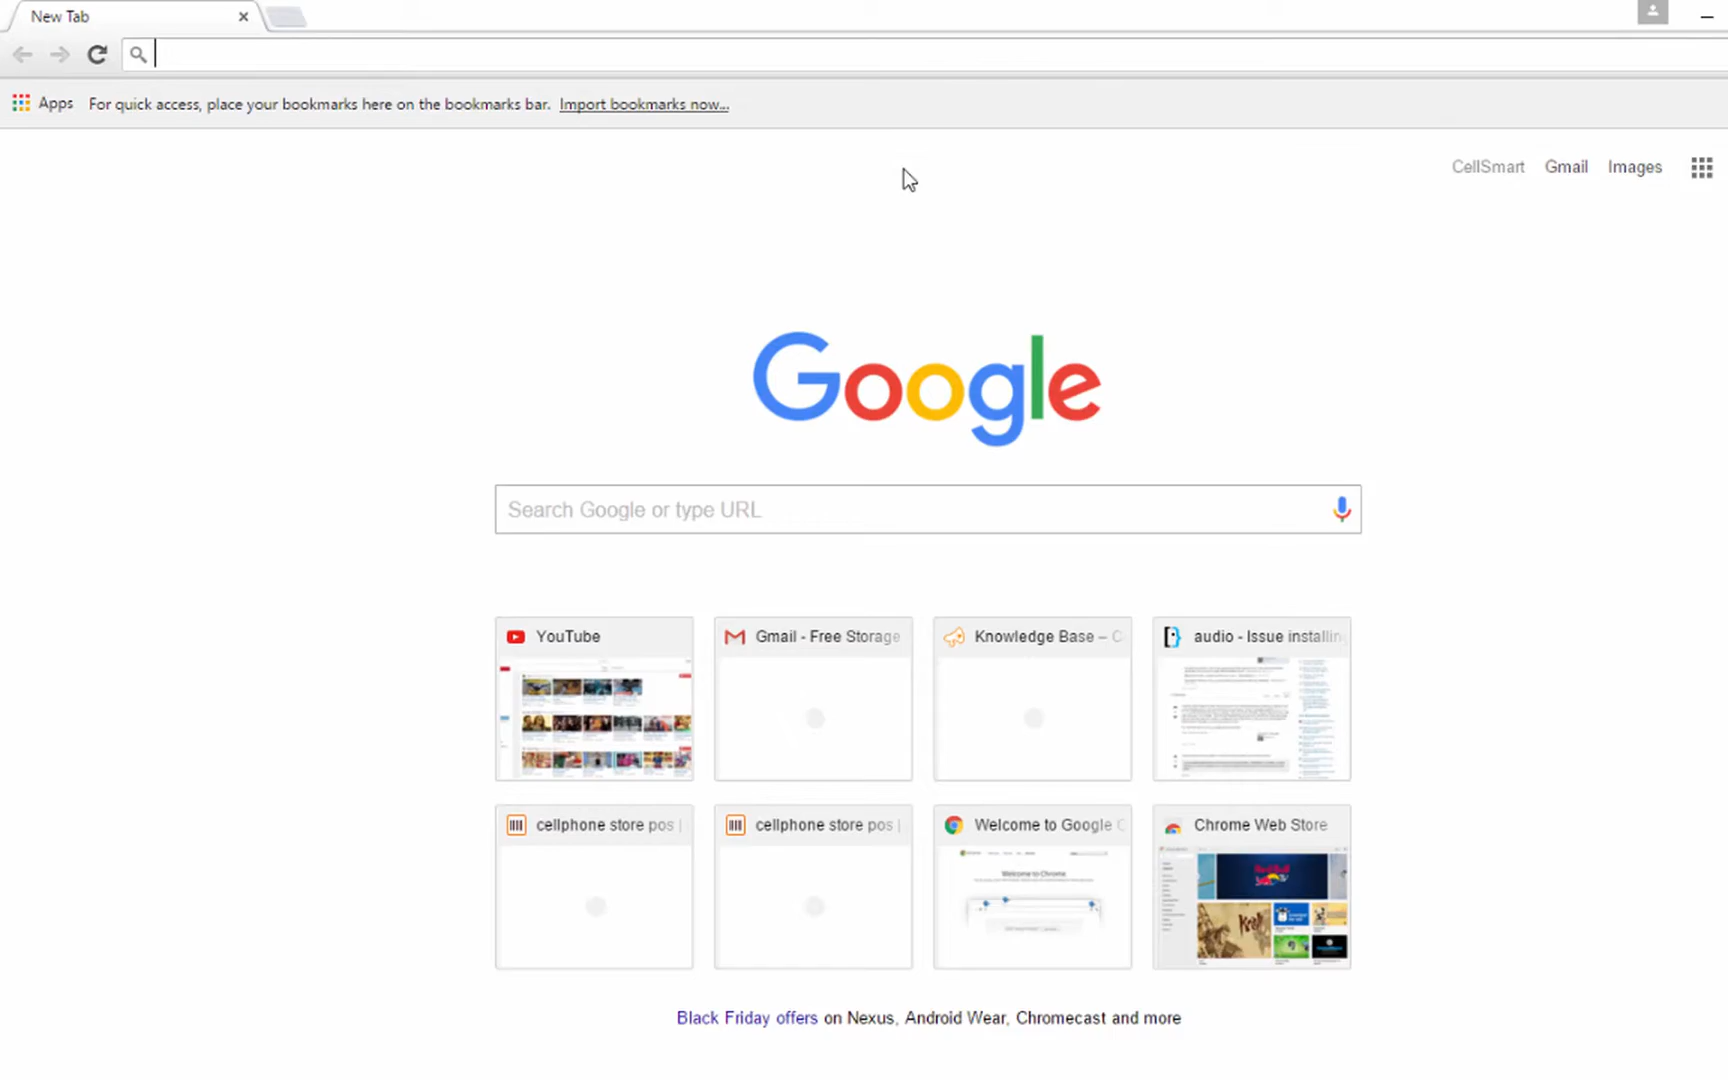 New Tab
Apps For quick access, place your bookmarks here on the bookmarks bar. Import bookmarks now...
CellSmart Gmail Images
Google
Search Google or type URL
YouTube
Gmail - Free Storage
Knowledge Base – C
audio - Issue installin
cellphone store pos |
cellphone store pos |
Welcome to Google C
Chrome Web Store
Welcome to Chrome
Black Friday offers on Nexus, Android Wear, Chromecast and more